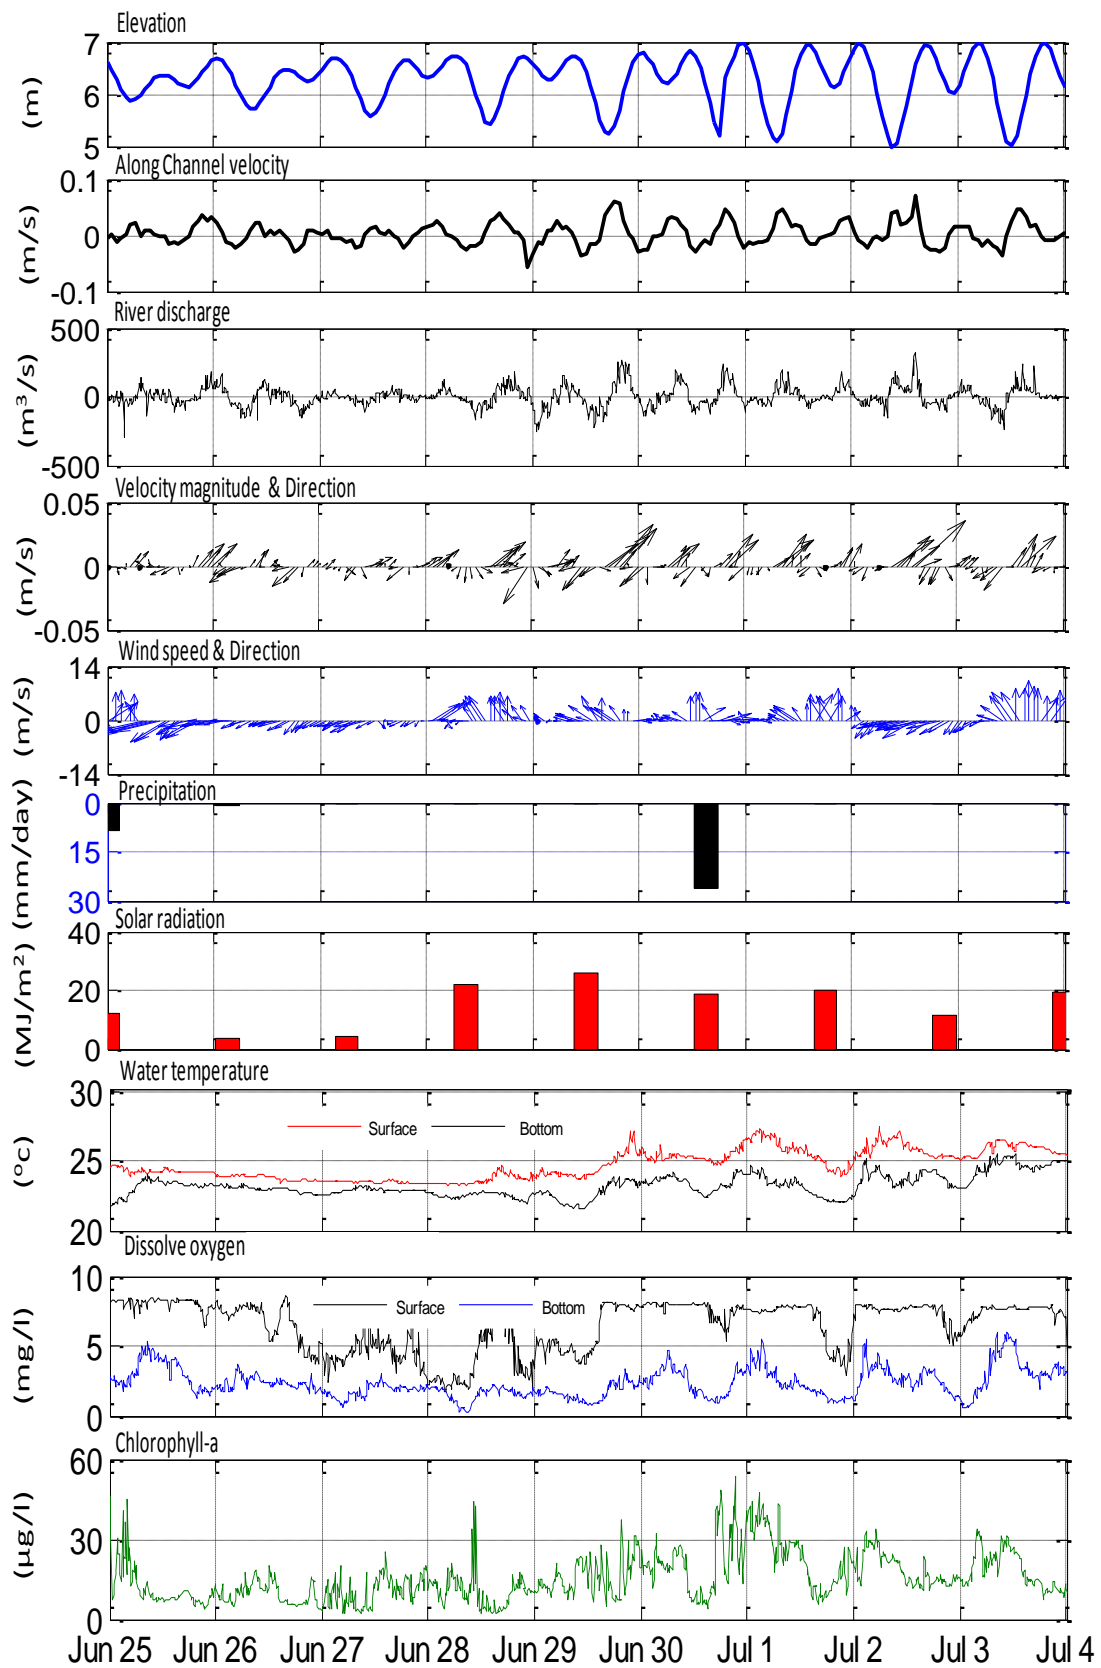 Elevation
7
6
5
(m)
Along Channel velocity
0.1
0
-0.1
(m/s)
River discharge
500
0
-500
(m³/s)
Velocity magnitude & Direction
0.05
0
-0.05
(m/s)
Wind speed & Direction
14
0
-14
(m/s)
Precipitation
0
15
30
(mm/day)
Solar radiation
40
20
0
(MJ/m²)
Water temperature
30
25
20
(°c)
Surface
Bottom
Dissolve oxygen
10
5
0
(mg/l)
Surface
Bottom
Chlorophyll-a
60
30
0
(µg/l)
Jun 25 Jun 26 Jun 27 Jun 28 Jun 29 Jun 30 Jul 1 Jul 2 Jul 3 Jul 4